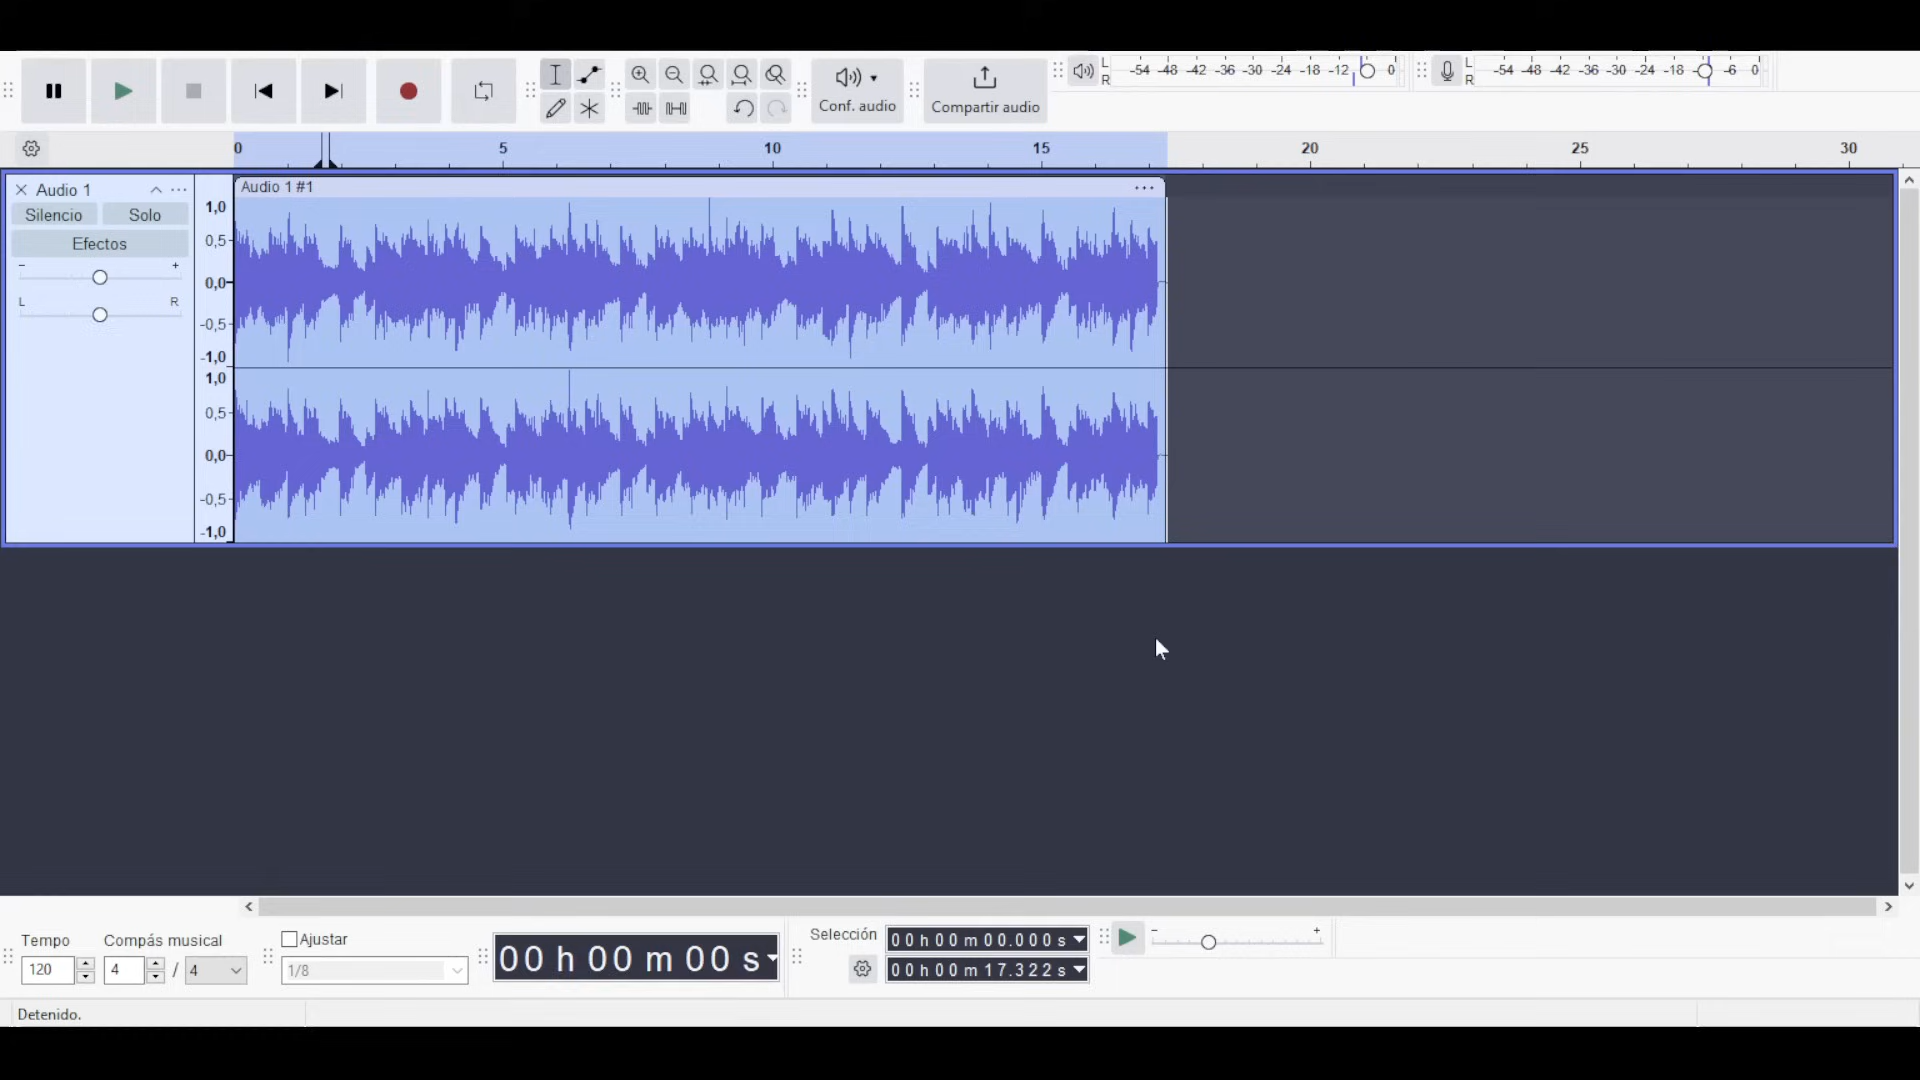 Conf. audio
Compartir audio
L R -54 -48 -42 -36 -30 -24 -18 -12 0
L R -54 -48 -42 -36 -30 -24 -18 -6 0
0 5 10 15 20 25 30
Audio 1
Audio 1 #1
Silencio Solo
Efectos
- +
L R
1,0
0,5
0,0
-0,5
-1,0
1,0
0,5
0,0
-0,5
-1,0
Tempo
120
Compás musical
4 / 4
Ajustar
1/8
00 h 00 m 00 s
Selección
00 h 00 m 00.000 s
00 h 00 m 17.322 s
- +
Detenido.